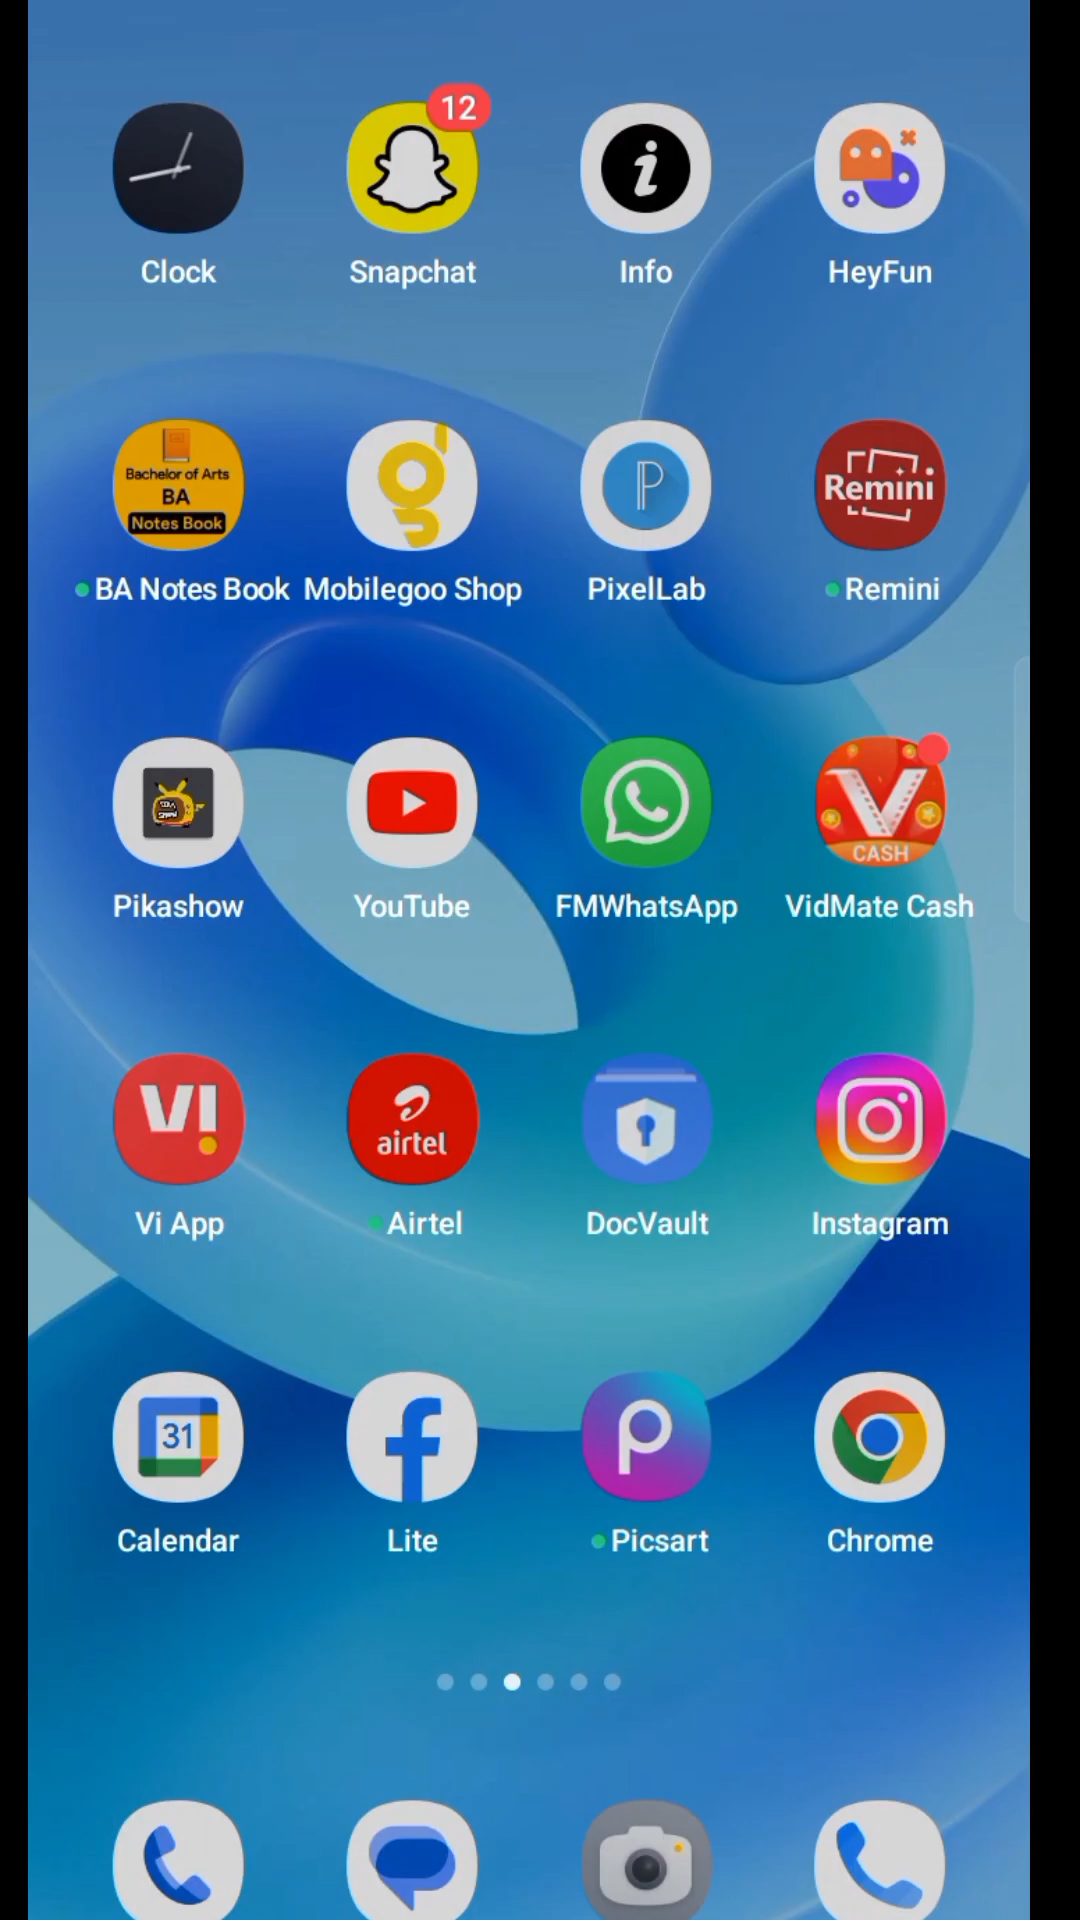 12
Clock
Snapchat
Info
HeyFun
Bachelor of Arts
BA
Notes Book
Remini
BA Notes Book
Mobilegoo Shop
PixelLab
Remini
CASH
Pikashow
YouTube
FMWhatsApp
VidMate Cash
VI
airtel
Vi App
Airtel
DocVault
Instagram
31
Calendar
Lite
Picsart
Chrome